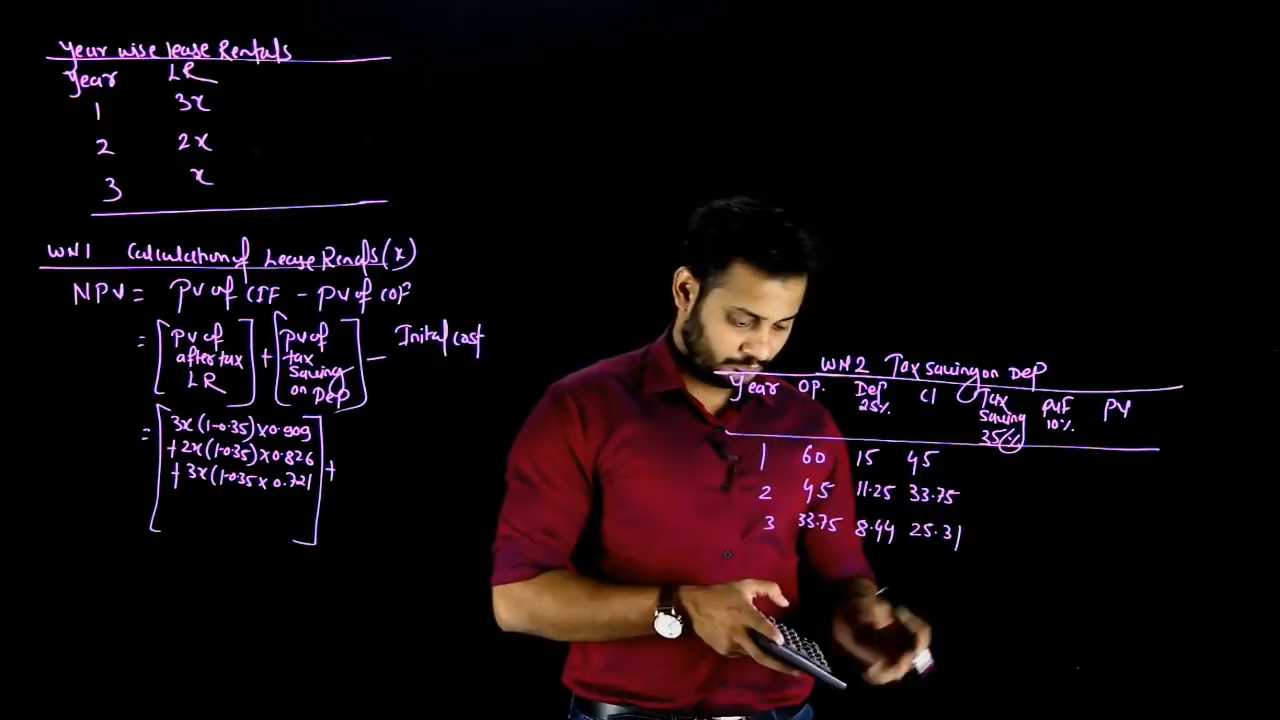 Year wise lease Rentals
Year LR
1 3x
2 2x
3 x
WN1 Calculation of Lease Rentals (x)
NPV = PV of CIF - PV of COF
= [PV of after tax LR] + [PV of tax Saving on Dep] - Initial cost
= [3x (1-0.35) x 0.909
+ 2x (1-0.35) x 0.826
+ 3x (1-0.35 x 0.721] +
WN2 Tax saving on Dep
Year OP. Dep 25% Cl Tax Saving 35% PVF 10% PV
1 60 15 45
2 45 11.25 33.75
3 33.75 8.44 25.31